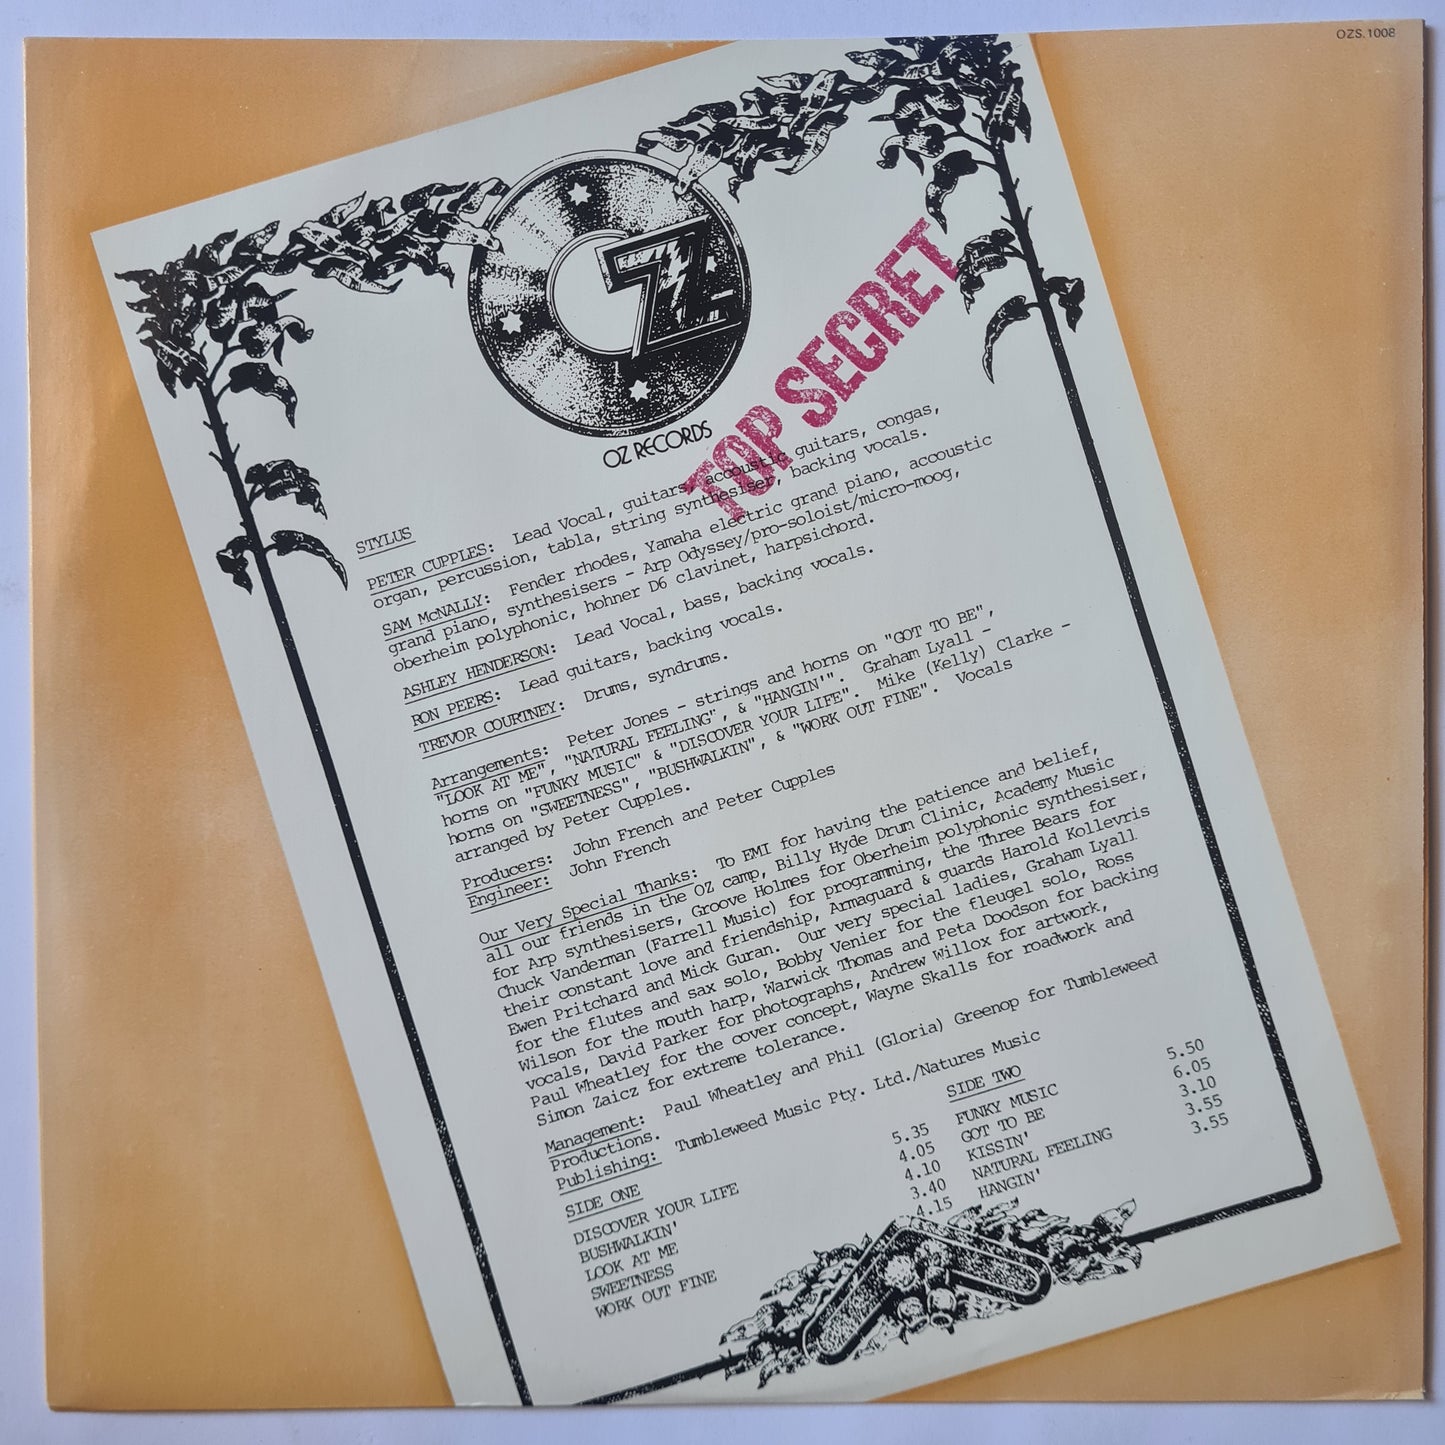 OZS.1008
OZ
OZ RECORDS
TOP SECRET
STYLUS
PETER CUPPLES: Lead Vocal, guitars, accoustic guitars, congas,
organ, percussion, tabla, string synthesiser, backing vocals.
SAM McNALLY: Fender rhodes, Yamaha electric grand piano, accoustic
grand piano, synthesisers - Arp Odyssey/pro-soloist/micro-moog,
oberheim polyphonic, hohner D6 clavinet, harpsichord.
ASHLEY HENDERSON: Lead Vocal, bass, backing vocals.
RON PEERS: Lead guitars, backing vocals.
TREVOR COURTNEY: Drums, syndrums.
Arrangements: Peter Jones - strings and horns on "GOT TO BE",
"LOOK AT ME", "NATURAL FEELING", & "HANGIN'". Graham Lyall -
horns on "FUNKY MUSIC" & "DISCOVER YOUR LIFE". Mike (Kelly) Clarke -
horns on "SWEETNESS", "BUSHWALKIN", & "WORK OUT FINE". Vocals
arranged by Peter Cupples.
Producers: John French and Peter Cupples
Engineer: John French
Our Very Special Thanks: To EMI for having the patience and belief,
all our friends in the OZ camp, Billy Hyde Drum Clinic, Academy Music
for Arp synthesisers, Groove Holmes for Oberheim polyphonic synthesiser,
Chuck Vanderman (Farrell Music) for programming, the Three Bears for
their constant love and friendship, Armaguard & guards Harold Kollevris
Ewen Pritchard and Mick Guran. Our very special ladies, Graham Lyall
for the flutes and sax solo, Bobby Venier for the fleugel solo, Ross
Wilson for the mouth harp, Warwick Thomas and Peta Doodson for backing
vocals, David Parker for photographs, Andrew Willox for artwork,
Paul Wheatley for the cover concept, Wayne Skalls for roadwork and
Simon Zaicz for extreme tolerance.
Management: Paul Wheatley and Phil (Gloria) Greenop for Tumbleweed
Productions.
Publishing: Tumbleweed Music Pty. Ltd./Natures Music
SIDE ONE
DISCOVER YOUR LIFE 5.35
BUSHWALKIN' 4.05
LOOK AT ME 4.10
SWEETNESS 3.40
WORK OUT FINE 4.15
SIDE TWO
FUNKY MUSIC 5.50
GOT TO BE 6.05
KISSIN' 3.10
NATURAL FEELING 3.55
HANGIN' 3.55